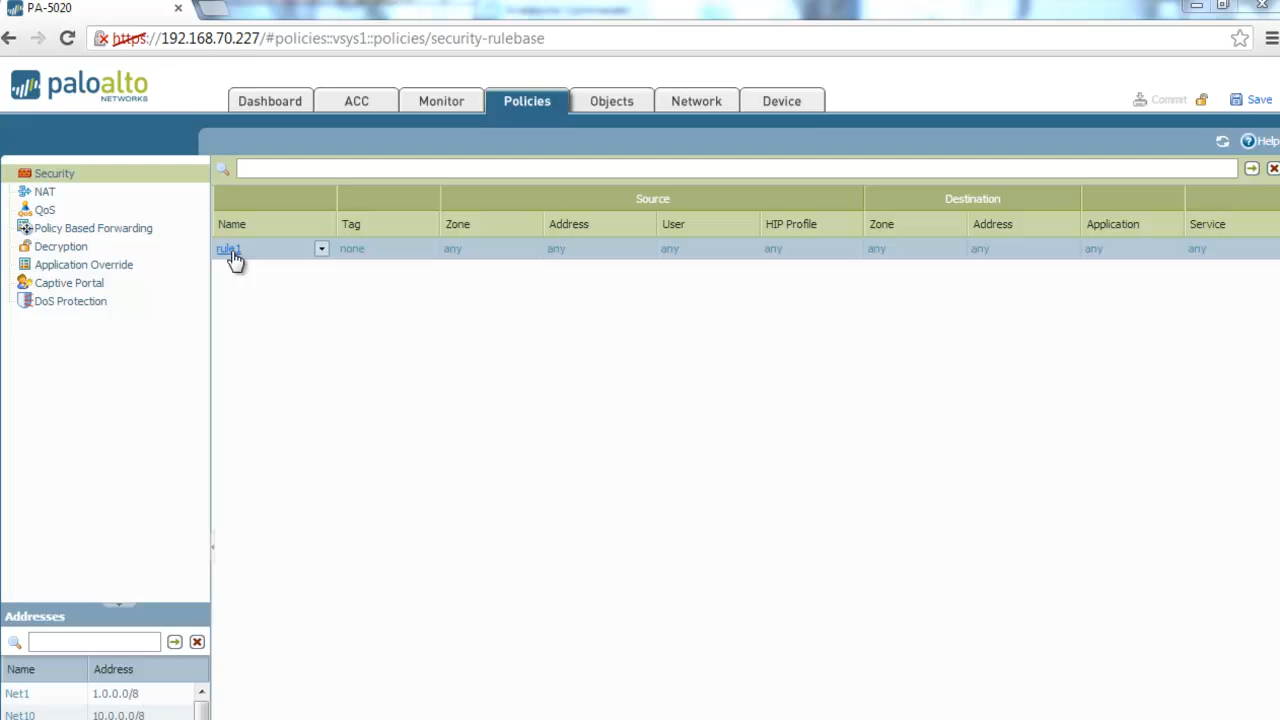 PA-5020
https://192.168.70.227/#policies::vsys1::policies/security-rulebase
paloalto
NETWORKS
Dashboard ACC Monitor Policies Objects Network Device
Commit Save
Help
Security
NAT
QoS
Policy Based Forwarding
Decryption
Application Override
Captive Portal
DoS Protection
Source Destination
Name Tag Zone Address User HIP Profile Zone Address Application Service
rule1 none any any any any any any any any
Addresses
Name Address
Net1 1.0.0.0/8
Net10 10.0.0.0/8